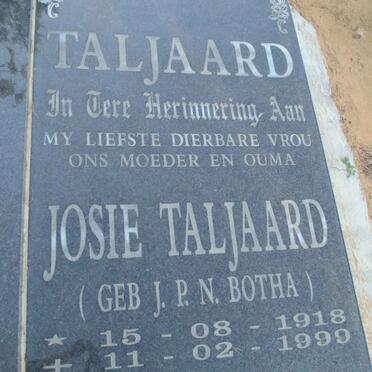 TALJAARD
In Tere Herinnering Aan
MY LIEFSTE DIERBARE VROU
ONS MOEDER EN OUMA
JOSIE TALJAARD
( GEB J. P. N. BOTHA )
★ 15 - 08 - 1918
+ 11 - 02 - 1999